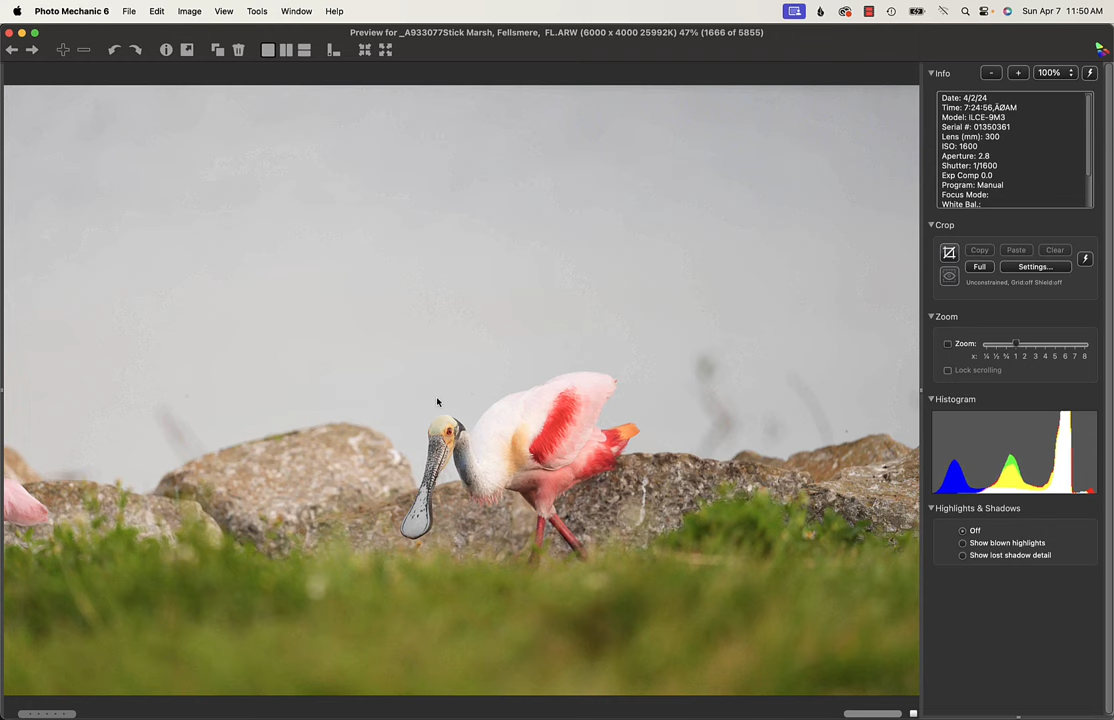 Photo Mechanic 6 File Edit Image View Tools Window Help Sun Apr 7 11:50 AM
Preview for _A933077Stick Marsh, Fellsmere, FL.ARW (6000 x 4000 25992K) 47% (1666 of 5855)
Info - + 100%
Date: 4/2/24
Time: 7:24:56‚ÄØAM
Model: ILCE-9M3
Serial #: 01350361
Lens (mm): 300
ISO: 1600
Aperture: 2.8
Shutter: 1/1600
Exp Comp 0.0
Program: Manual
Focus Mode:
White Bal.:
Crop
Copy Paste Clear
Full Settings...
Unconstrained, Grid:off Shield:off
Zoom
Zoom:
x: ¼ ½ ¾ 1 2 3 4 5 6 7 8
Lock scrolling
Histogram
Highlights & Shadows
Off
Show blown highlights
Show lost shadow detail